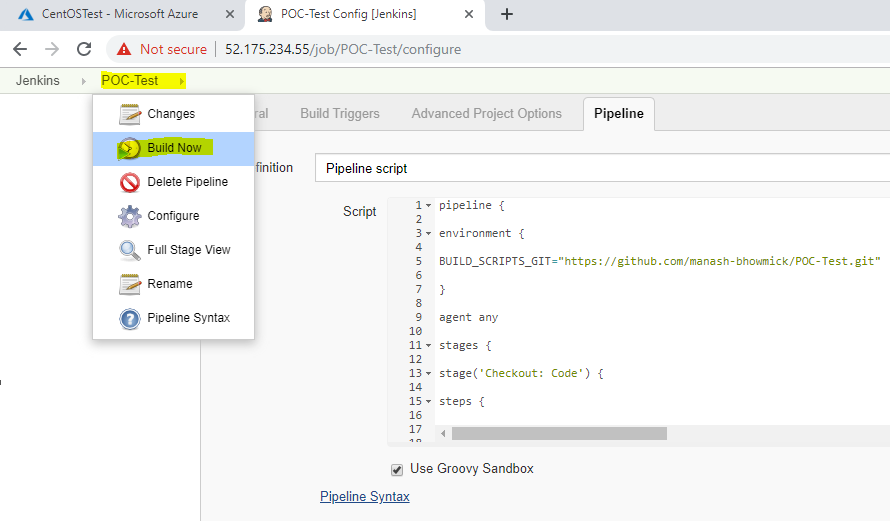 CentOSTest - Microsoft Azure
POC-Test Config [Jenkins]
Not secure 52.175.234.55/job/POC-Test/configure
Jenkins POC-Test
Changes
Build Now
Delete Pipeline
Configure
Full Stage View
Rename
Pipeline Syntax
ral Build Triggers Advanced Project Options Pipeline
finition Pipeline script
Script
1 pipeline {
2
3 environment {
4
5 BUILD_SCRIPTS_GIT="https://github.com/manash-bhowmick/POC-Test.git"
6
7 }
8
9 agent any
10
11 stages {
12
13 stage('Checkout: Code') {
14
15 steps {
16
17
18
Use Groovy Sandbox
Pipeline Syntax